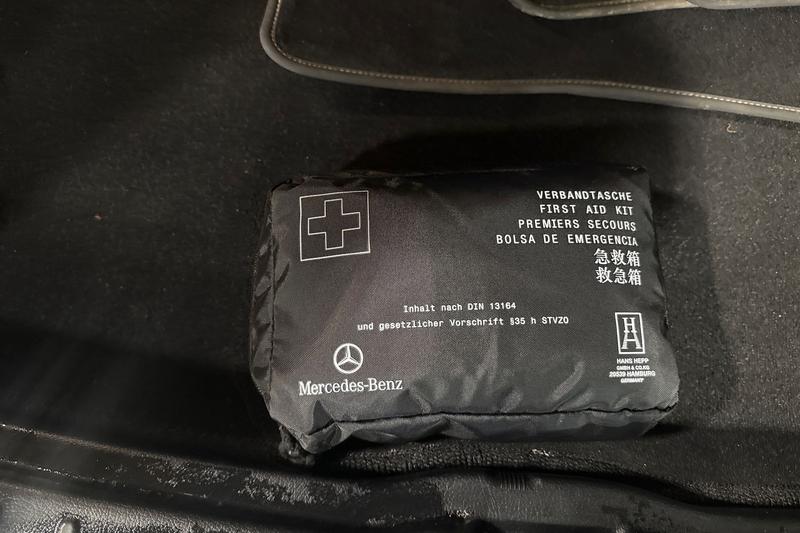 VERBANDTASCHE
FIRST AID KIT
PREMIERS SECOURS
BOLSA DE EMERGENCIA
急救箱
救急箱
Inhalt nach DIN 13164
und gesetzlicher Vorschrift §35 h STVZO
Mercedes-Benz
HANS HEPP
GMBH & CO.KG
20539 HAMBURG
GERMANY